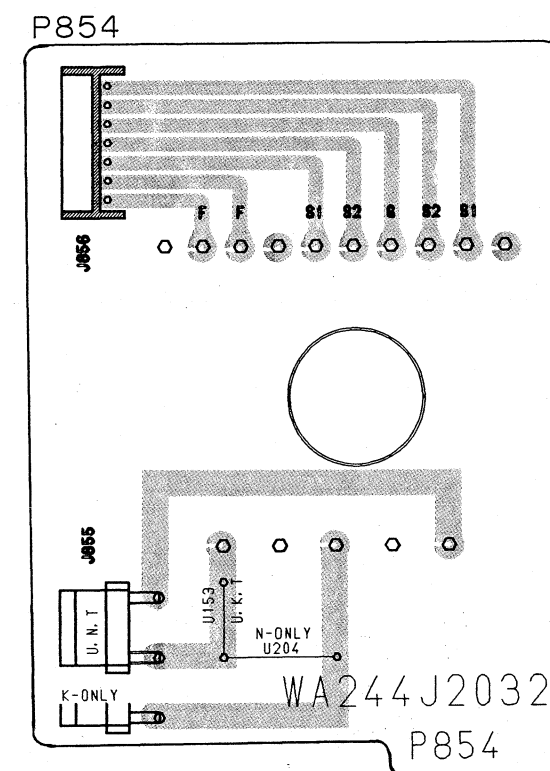 P854
F F S1 S2 G S2 S1
J856
J855
U. N. T
U153
U. K. T
N-ONLY
U204
K-ONLY
WA244J2032
P854